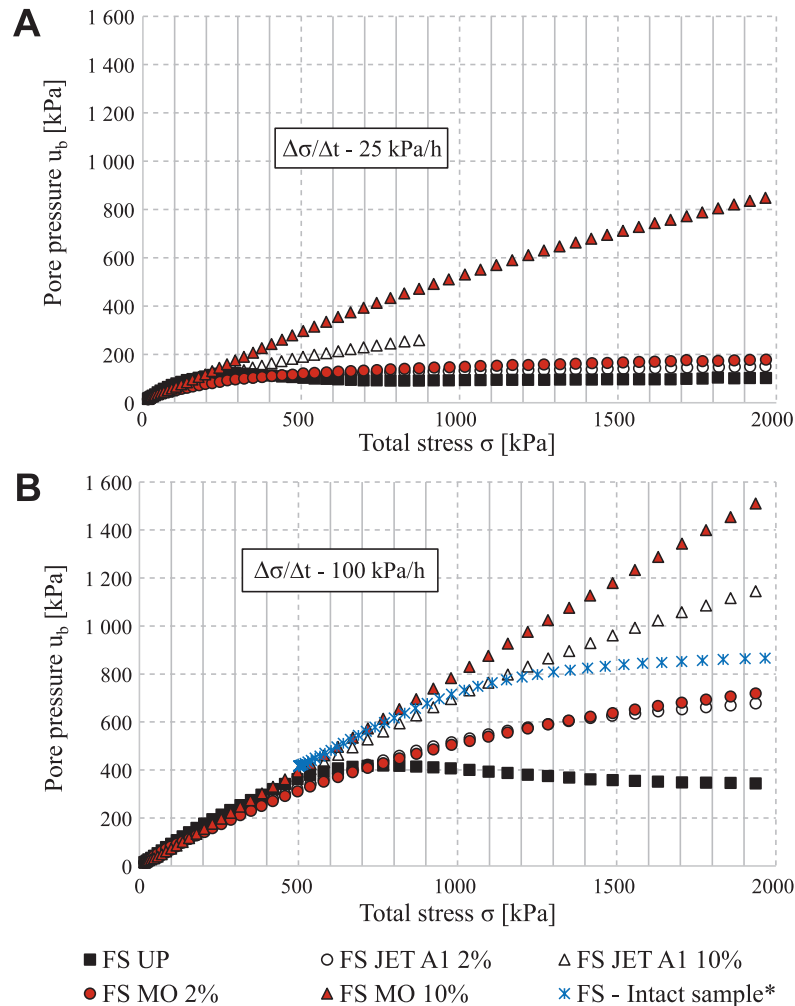 A
1 600
1 400
1 200
1 000
800
600
400
200
0
Pore pressure u_b [kPa]
Δσ/Δt - 25 kPa/h
0 500 1000 1500 2000
Total stress σ [kPa]
B
1 600
1 400
1 200
1 000
800
600
400
200
0
Pore pressure u_b [kPa]
Δσ/Δt - 100 kPa/h
0 500 1000 1500 2000
Total stress σ [kPa]
FS UP FS JET A1 2% FS JET A1 10%
FS MO 2% FS MO 10% FS - Intact sample*